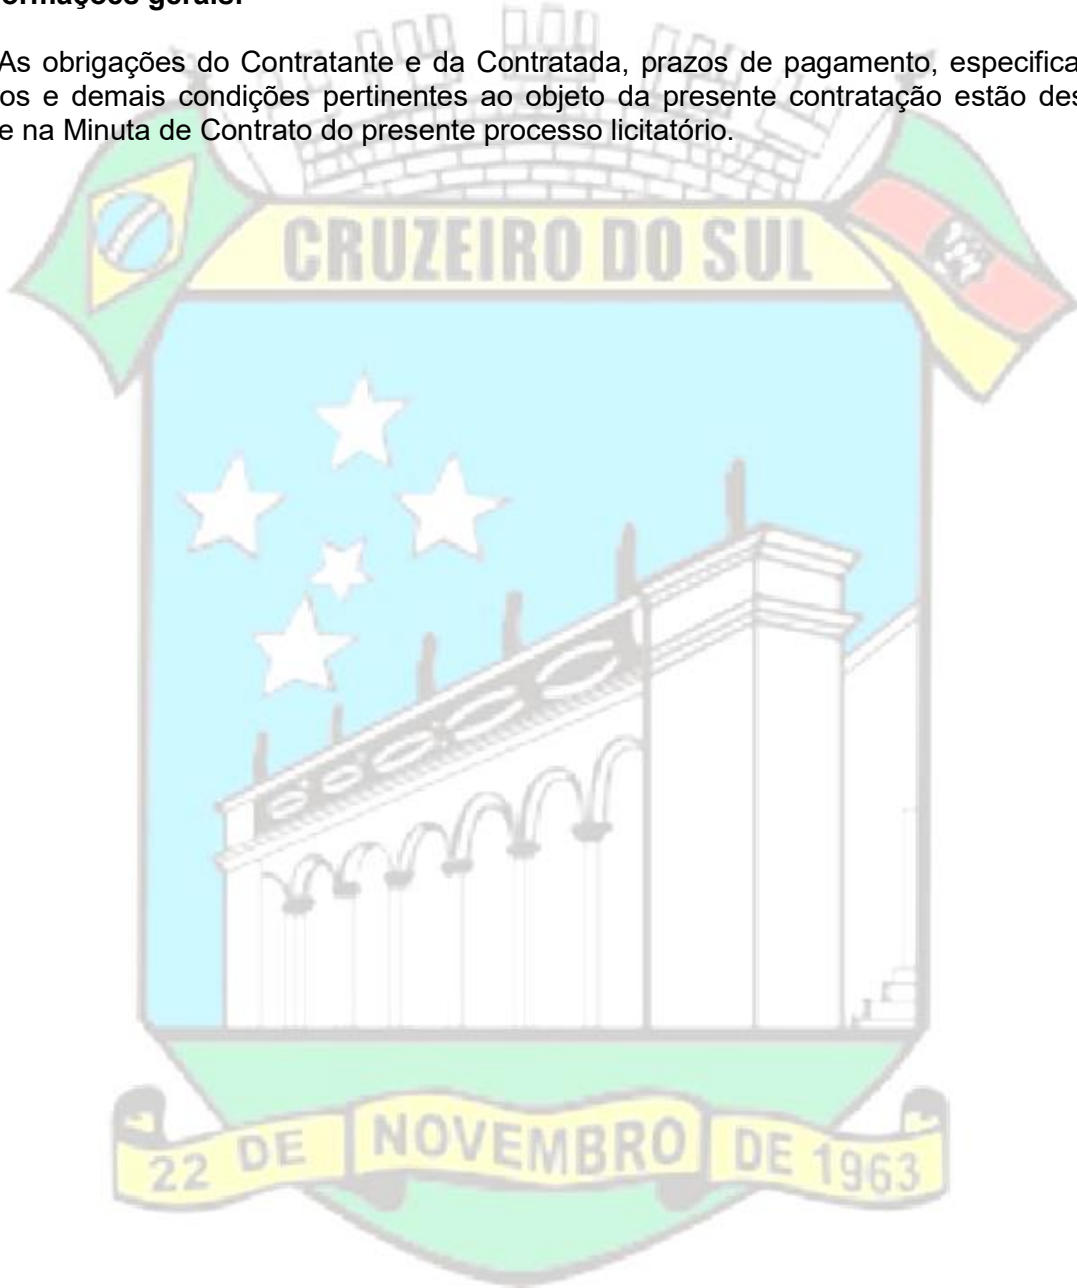 ormações gerais:
As obrigações do Contratante e da Contratada, prazos de pagamento, especifica
os e demais condições pertinentes ao objeto da presente contratação estão des
e na Minuta de Contrato do presente processo licitatório.
CRUZEIRO DO SUL
22 DE NOVEMBRO DE 1963